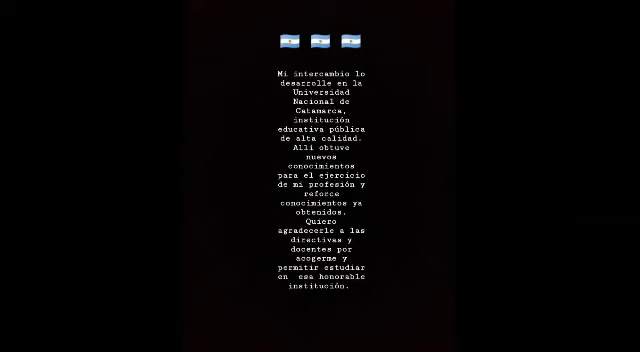 Mi intercambio lo
desarrolle en la
Universidad
Nacional de
Catamarca,
institución
educativa pública
de alta calidad.
Allí obtuve
nuevos
conocimientos
para el ejercicio
de mi profesión y
reforce
conocimientos ya
obtenidos.
Quiero
agradecerle a las
directivas y
docentes por
acogerme y
permitir estudiar
en esa honorable
institución.